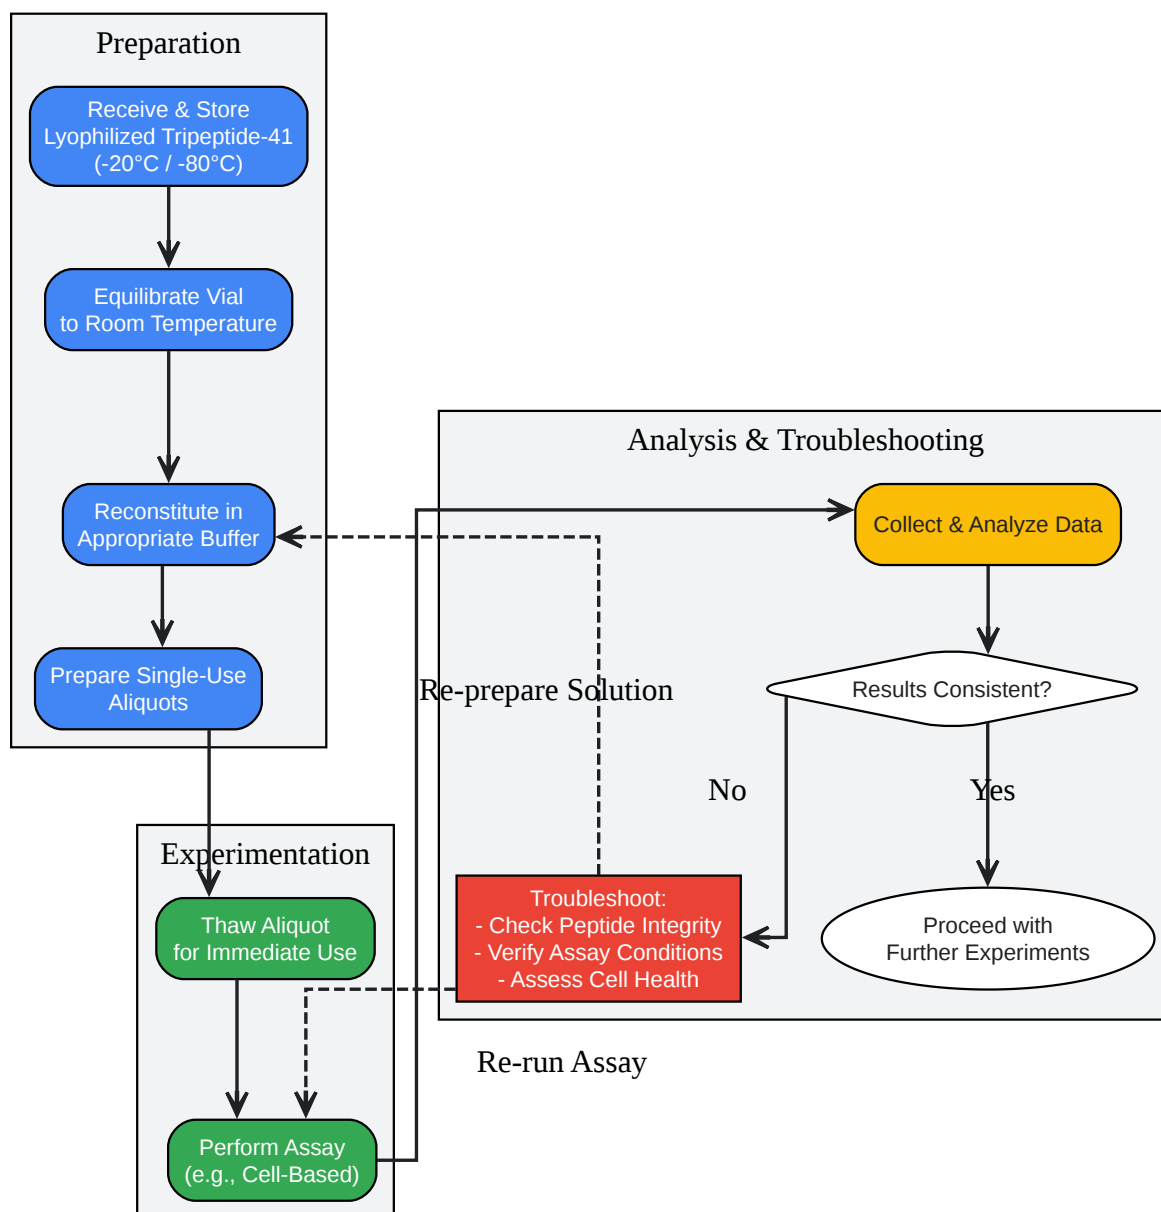 Preparation
Receive & Store
Lyophilized Tripeptide-41
(-20°C / -80°C)
Equilibrate Vial
to Room Temperature
Reconstitute in
Appropriate Buffer
Prepare Single-Use
Aliquots
Experimentation
Thaw Aliquot
for Immediate Use
Perform Assay
(e.g., Cell-Based)
Analysis & Troubleshooting
Collect & Analyze Data
Results Consistent?
No
Yes
Troubleshoot:
- Check Peptide Integrity
- Verify Assay Conditions
- Assess Cell Health
Proceed with
Further Experiments
Re-prepare Solution
Re-run Assay